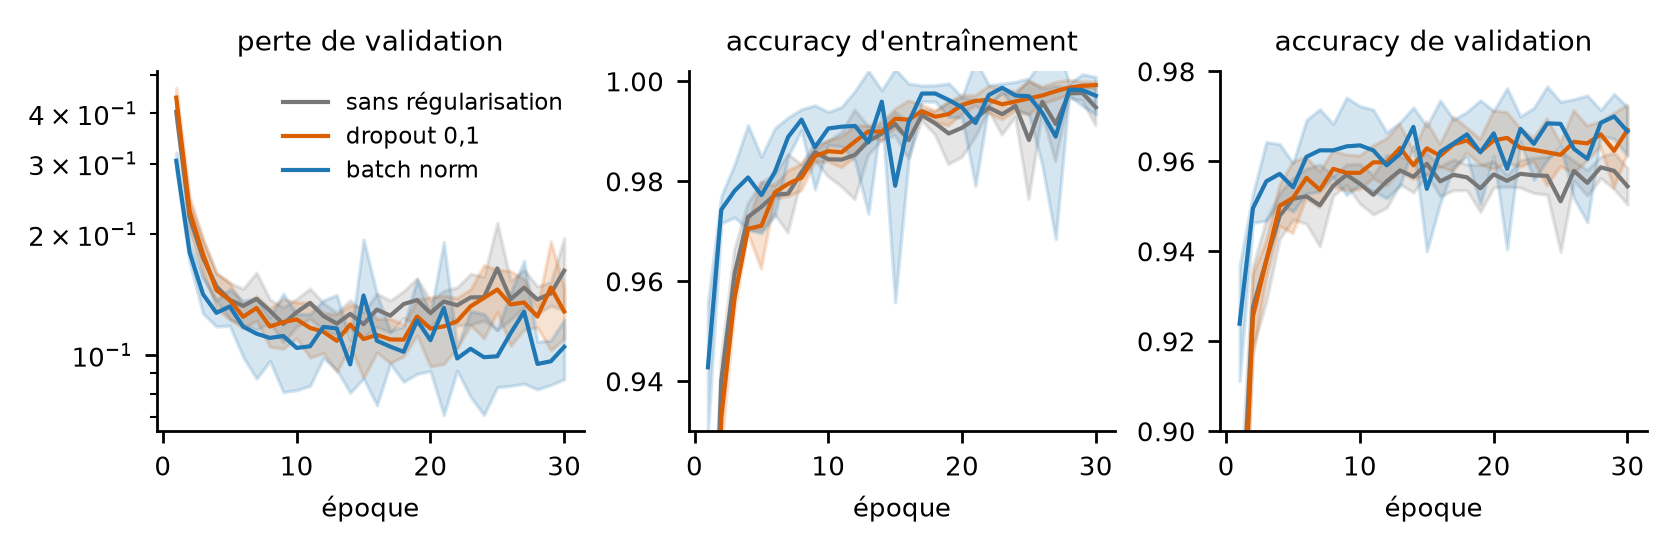 perte de validation
4 × 10⁻¹
3 × 10⁻¹
2 × 10⁻¹
10⁻¹
sans régularisation
dropout 0,1
batch norm
0
10
20
30
époque
accuracy d'entraînement
1.00
0.98
0.96
0.94
0
10
20
30
époque
accuracy de validation
0.98
0.96
0.94
0.92
0.90
0
10
20
30
époque